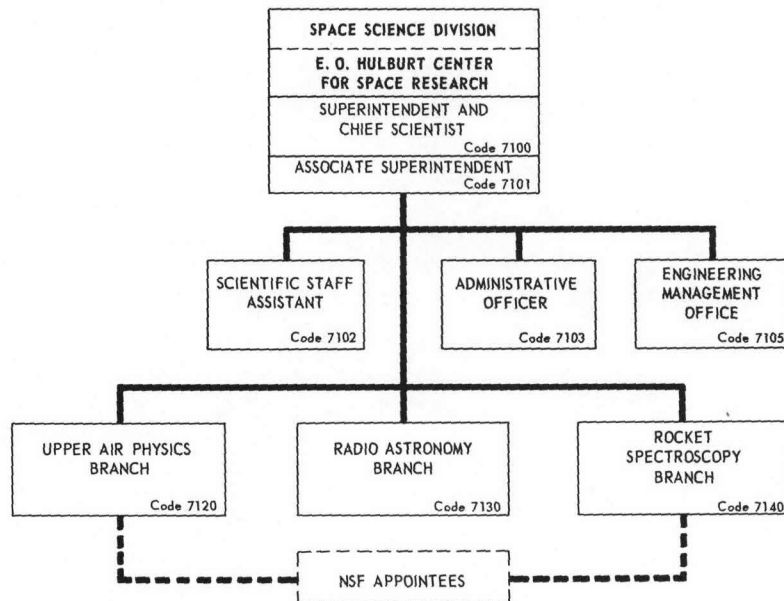 SPACE SCIENCE DIVISION
E. O. HULBURT CENTER
FOR SPACE RESEARCH
SUPERINTENDENT AND
CHIEF SCIENTIST
Code 7100
ASSOCIATE SUPERINTENDENT
Code 7101
SCIENTIFIC STAFF
ASSISTANT
Code 7102
ADMINISTRATIVE
OFFICER
Code 7103
ENGINEERING
MANAGEMENT
OFFICE
Code 7105
UPPER AIR PHYSICS
BRANCH
Code 7120
RADIO ASTRONOMY
BRANCH
Code 7130
ROCKET
SPECTROSCOPY
BRANCH
Code 7140
NSF APPOINTEES